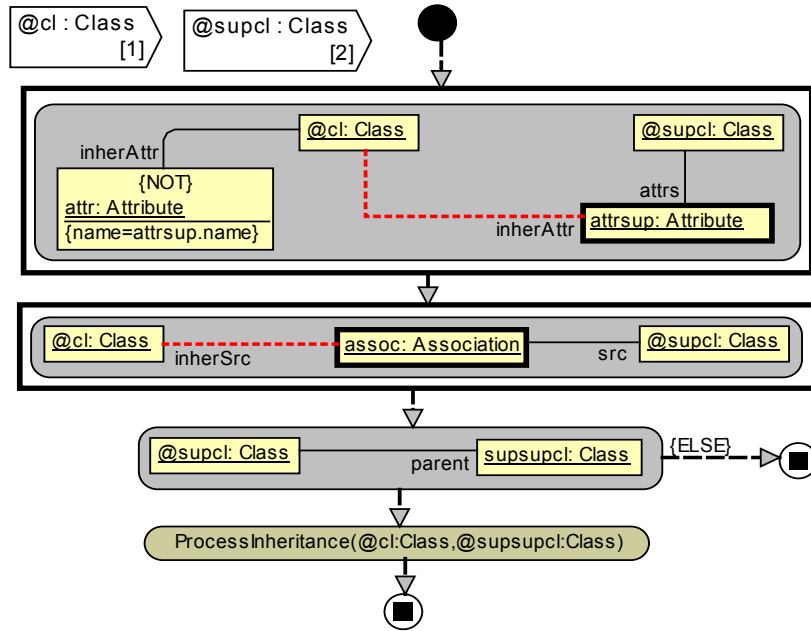 @cl : Class
[1]
@supcl : Class
[2]
@cl: Class
@supcl: Class
inherAttr
{NOT}
attr: Attribute
{name=attrsup.name}
attrs
inherAttr
attrsup: Attribute
@cl: Class
inherSrc
assoc: Association
src
@supcl: Class
@supcl: Class
parent
supsupcl: Class
{ELSE}
ProcessInheritance(@cl:Class,@supsupcl:Class)